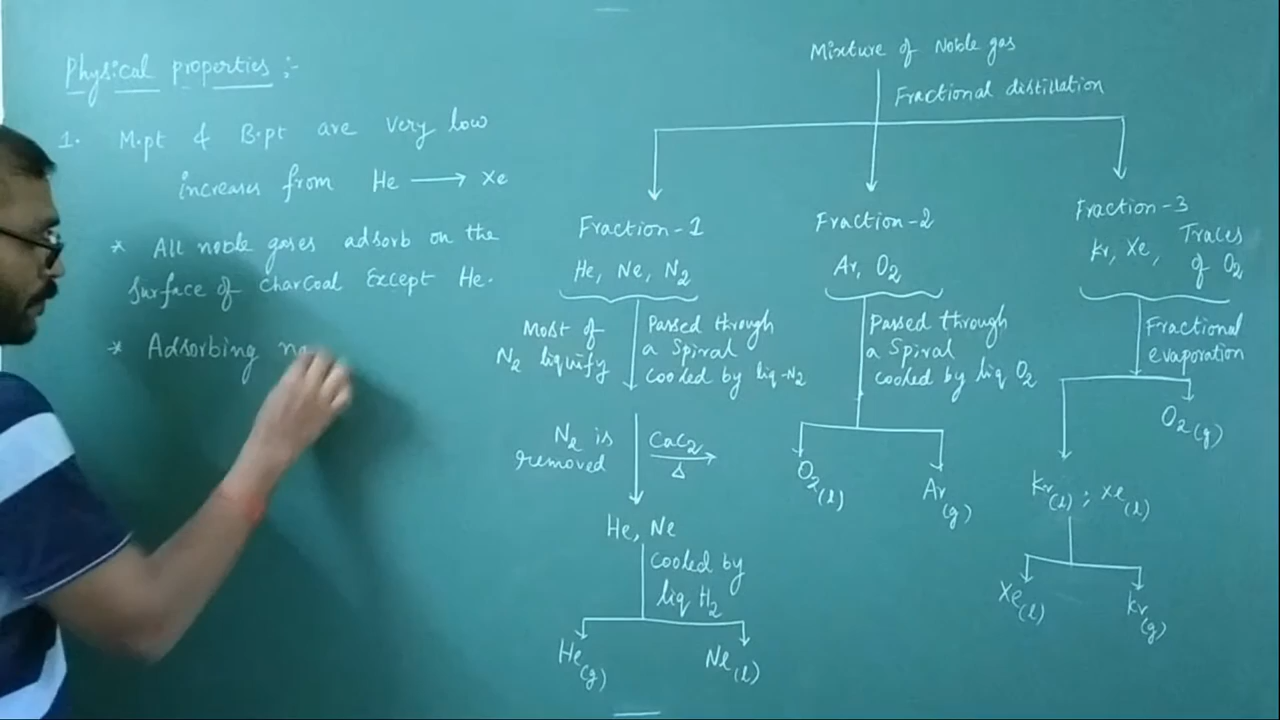 Physical properties :-
1. M.pt & B.pt are very low
increases from He → Xe
* All noble gases adsorb on the
surface of charcoal Except He.
* Adsorbing no
Mixture of Noble gas
Fractional distillation
Fraction-1
He, Ne, N2
Most of
N2 liquify
Passed through
a Spiral
cooled by liq-N2
N2 is
removed
CaC2
Δ
He, Ne
cooled by
liq H2
He(g)
Ne(l)
Fraction-2
Ar, O2
Passed through
a Spiral
cooled by liq O2
O2(l)
Ar(g)
Fraction-3
Kr, Xe, Traces
of O2
Fractional
evaporation
O2(g)
Kr(l) ; Xe(l)
Xe(l)
Kr(g)